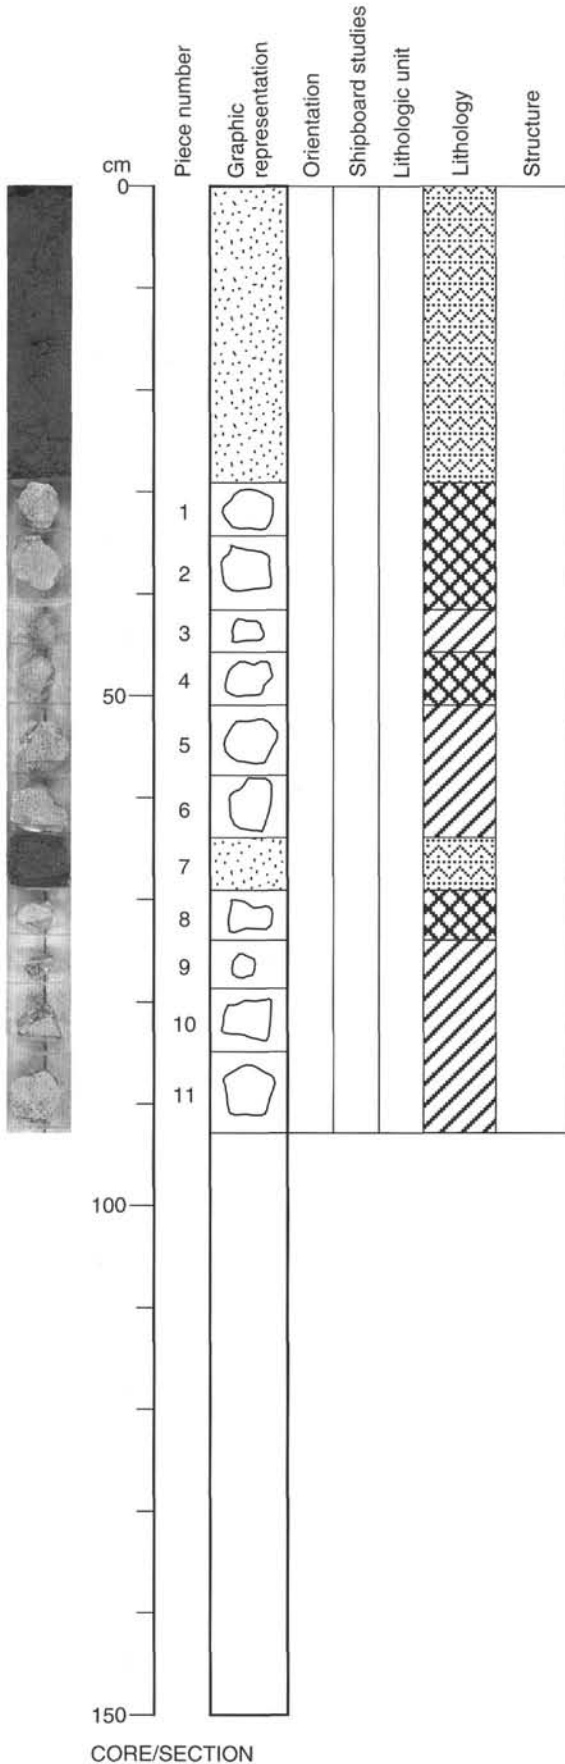 cm
Piece number
Graphic
representation
Orientation
Shipboard studies
Lithologic unit
Lithology
Structure
0
1
2
3
4
50
5
6
7
8
9
10
11
100
150
CORE/SECTION